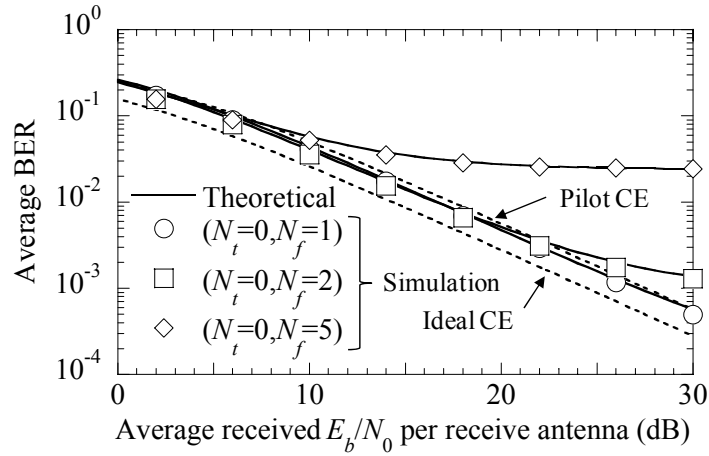 10^0
10^-1
10^-2
10^-3
10^-4
Average BER
Theoretical
(N_t=0,N_f=1)
(N_t=0,N_f=2)
(N_t=0,N_f=5)
Simulation
Pilot CE
Ideal CE
0 10 20 30
Average received E_b/N_0 per receive antenna (dB)